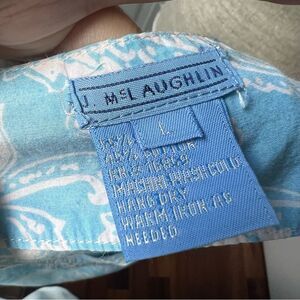 J. McLAUGHLIN
L
MACHINE WASH COLD
HANG DRY
WARM IRON AS
NEEDED.